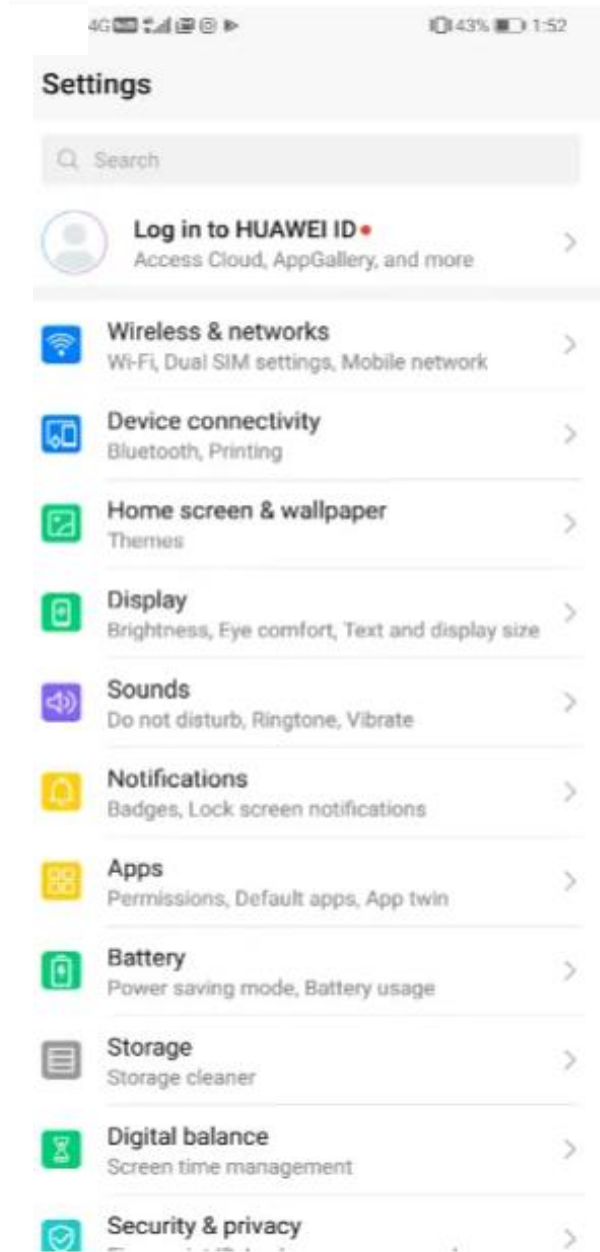 4G 43% 1:52
Settings
Search
Log in to HUAWEI ID
Access Cloud, AppGallery, and more
Wireless & networks
Wi-Fi, Dual SIM settings, Mobile network
Device connectivity
Bluetooth, Printing
Home screen & wallpaper
Themes
Display
Brightness, Eye comfort, Text and display size
Sounds
Do not disturb, Ringtone, Vibrate
Notifications
Badges, Lock screen notifications
Apps
Permissions, Default apps, App twin
Battery
Power saving mode, Battery usage
Storage
Storage cleaner
Digital balance
Screen time management
Security & privacy